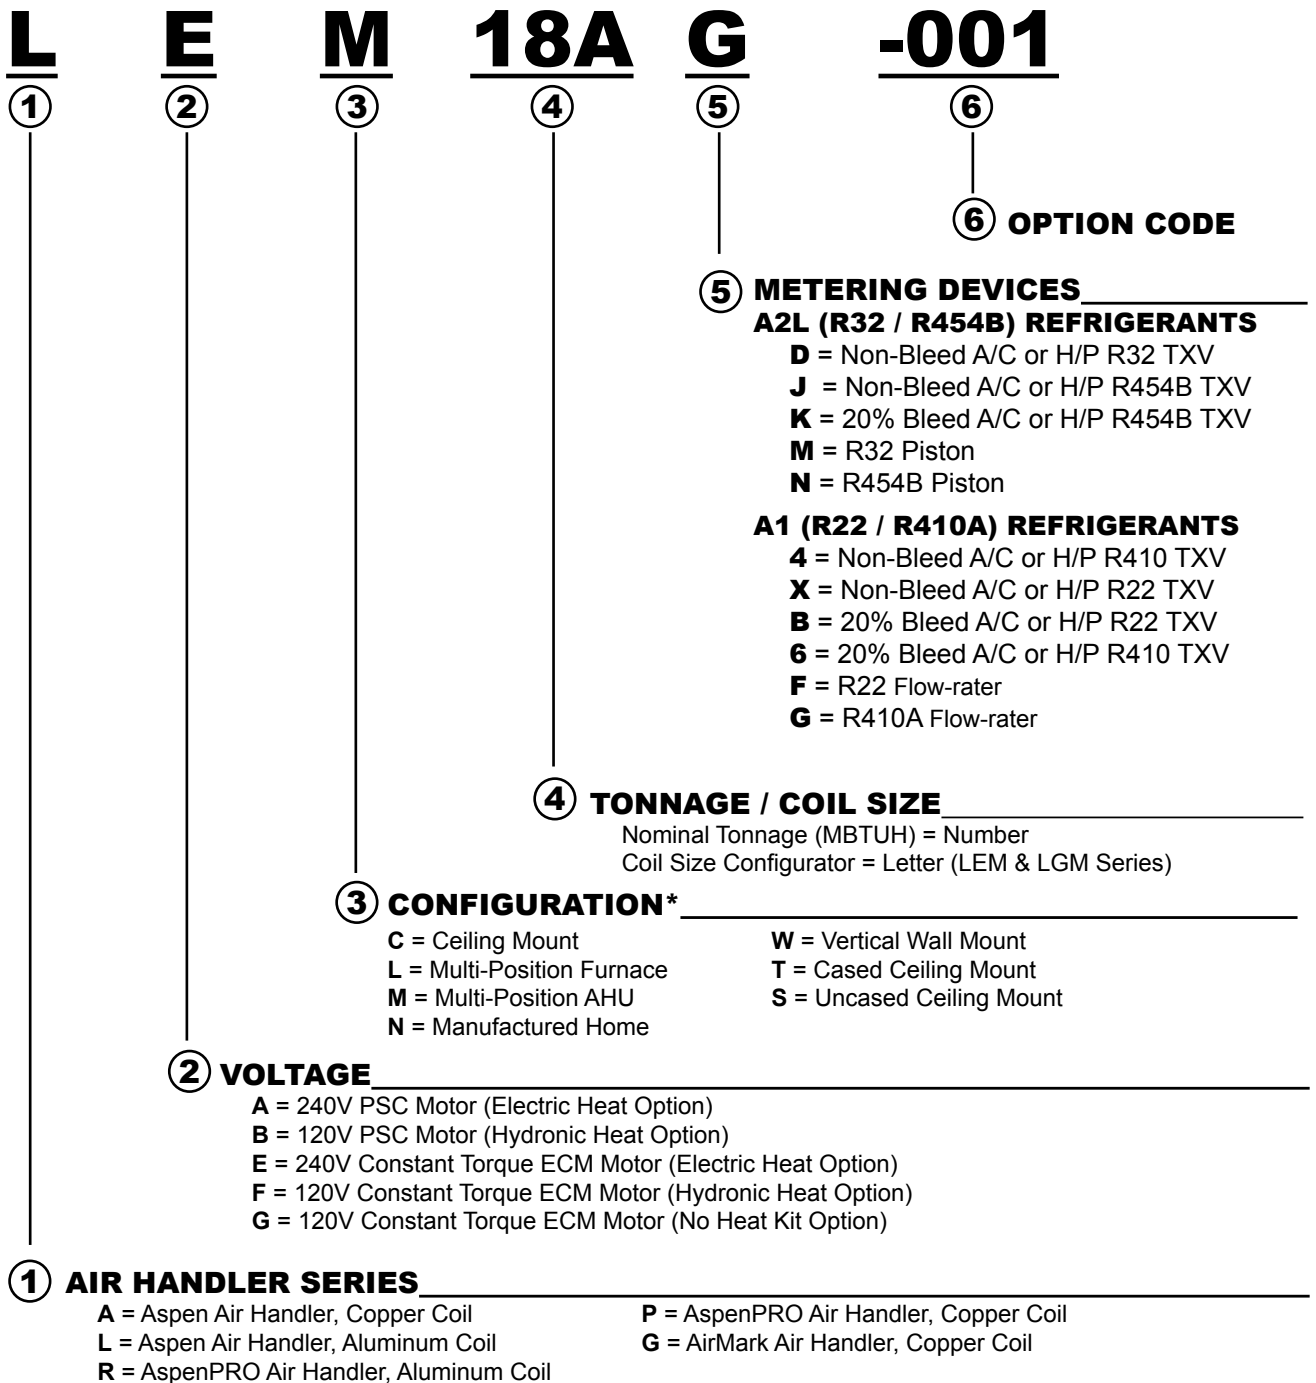 L E M 18A G -001
1 2 3 4 5 6
6 OPTION CODE
5 METERING DEVICES
A2L (R32 / R454B) REFRIGERANTS
D = Non-Bleed A/C or H/P R32 TXV
J = Non-Bleed A/C or H/P R454B TXV
K = 20% Bleed A/C or H/P R454B TXV
M = R32 Piston
N = R454B Piston
A1 (R22 / R410A) REFRIGERANTS
4 = Non-Bleed A/C or H/P R410 TXV
X = Non-Bleed A/C or H/P R22 TXV
B = 20% Bleed A/C or H/P R22 TXV
6 = 20% Bleed A/C or H/P R410 TXV
F = R22 Flow-rater
G = R410A Flow-rater
4 TONNAGE / COIL SIZE
Nominal Tonnage (MBTUH) = Number
Coil Size Configurator = Letter (LEM & LGM Series)
3 CONFIGURATION*
C = Ceiling Mount
L = Multi-Position Furnace
M = Multi-Position AHU
N = Manufactured Home
W = Vertical Wall Mount
T = Cased Ceiling Mount
S = Uncased Ceiling Mount
2 VOLTAGE
A = 240V PSC Motor (Electric Heat Option)
B = 120V PSC Motor (Hydronic Heat Option)
E = 240V Constant Torque ECM Motor (Electric Heat Option)
F = 120V Constant Torque ECM Motor (Hydronic Heat Option)
G = 120V Constant Torque ECM Motor (No Heat Kit Option)
1 AIR HANDLER SERIES
A = Aspen Air Handler, Copper Coil
L = Aspen Air Handler, Aluminum Coil
R = AspenPRO Air Handler, Aluminum Coil
P = AspenPRO Air Handler, Copper Coil
G = AirMark Air Handler, Copper Coil